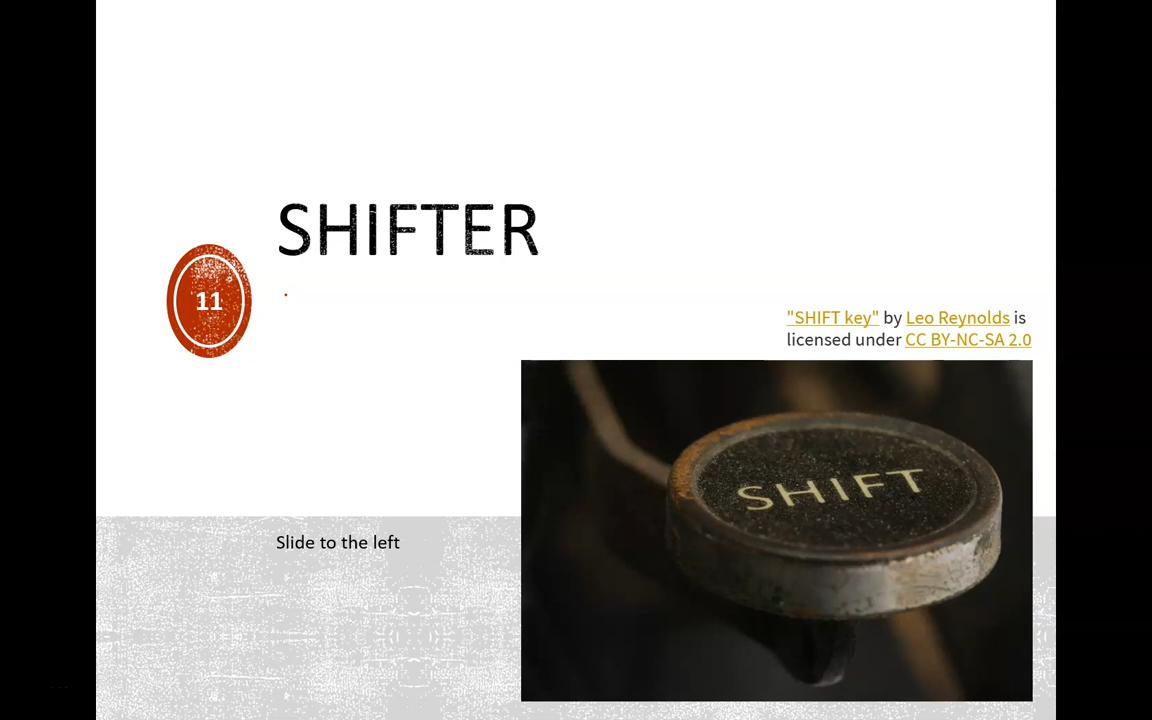 SHIFTER
11
"SHIFT key" by Leo Reynolds is
licensed under CC BY-NC-SA 2.0
SHIFT
Slide to the left